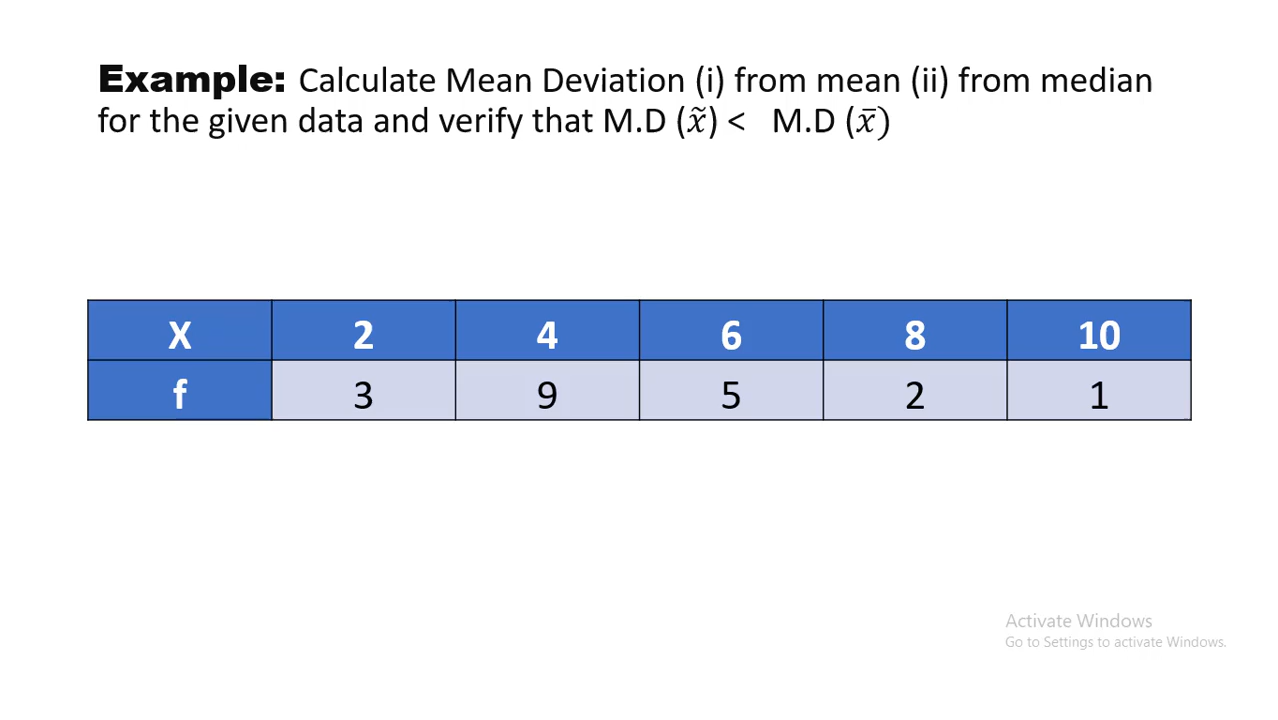 Example: Calculate Mean Deviation (i) from mean (ii) from median
for the given data and verify that M.D (x̃) < M.D (x̄)
X 2 4 6 8 10
f 3 9 5 2 1
Activate Windows
Go to Settings to activate Windows.